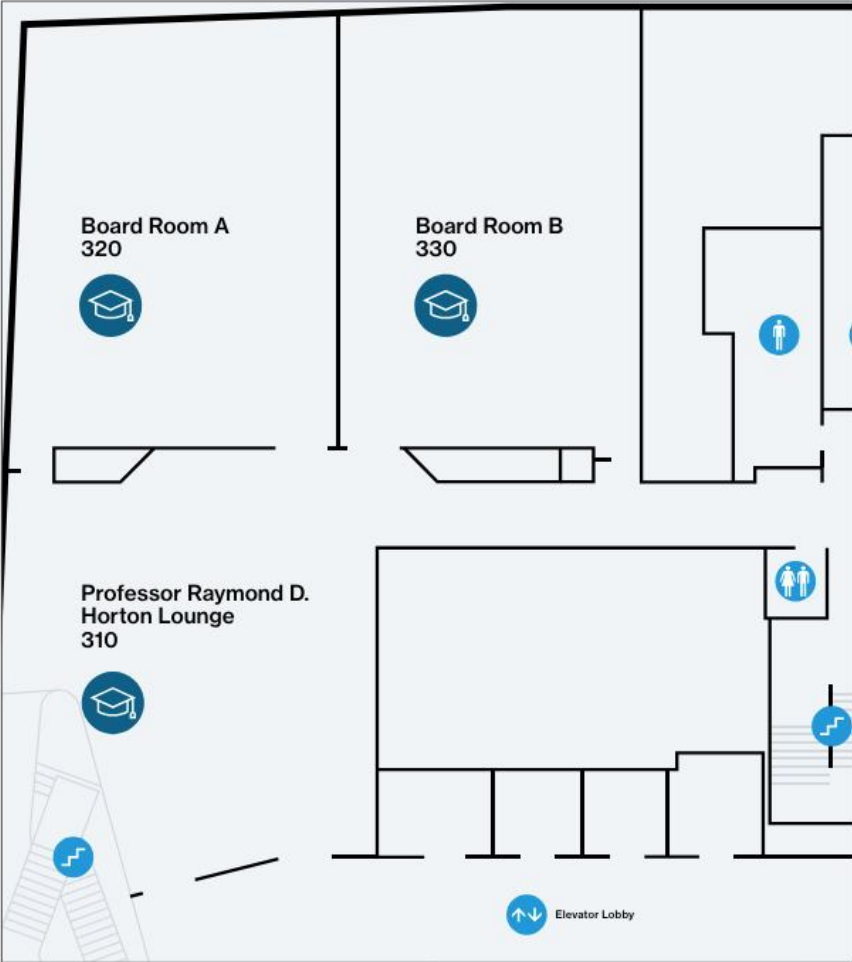 Board Room A
320
Board Room B
330
Professor Raymond D.
Horton Lounge
310
Elevator Lobby